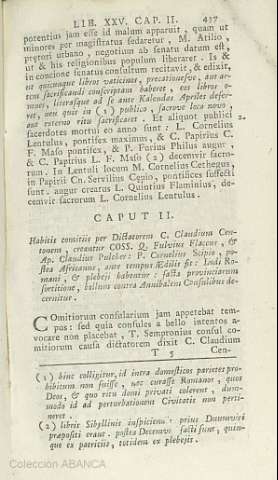 LIB. XXV. CAP. II. 437
potentius jam esse id malum apparuit, quam ut
minores per magistratus sedaretur, M. Atilio,
prætori urbano, negotium ab senatu datum est,
ut his religionibus populum liberaret. Is &
in concione senatus consultum recitavit, & edixit,
ut quicumque libros vaticinos, precationesve, aut ar-
tem sacrificandi conscriptam haberet, eos libros o-
mnes, literasque ad se ante Kalendas Apriles defer-
ret, neu quis in (1) publico, sacrove loco novo,
aut externo ritu sacrificaret. Et aliquot publici
sacerdotes mortui eo anno sunt: L. Cornelius
Lentulus, pontifex maximus, & C. Papirius C.
F. Maso pontifex, & P. Furius Philus augur,
& C. Papirius L. F. Maso (2) decemvir sacro-
rum. In Lentuli locum M. Cornelius Cethegus,
in Papirii Cn. Servilius Cæpio, pontifices suffecti
sunt. augur creatus L. Quintius Flaminius, de-
cemvir sacrorum L. Cornelius Lentulus.
CAPUT II.
Habitis comitiis per Dictatorem C. Claudium Cen-
tonem, creantur COSS. Q. Fulvius Flaccus, &
Ap. Claudius Pulcher: P. Cornelius Scipio, po-
stea Africanus, ante tempus Ædilis fit: Ludi Ro-
mani, & plebeii habentur: facta provinciarum
sortitione, bellum contra Annibalem Consulibus de-
cernitur.
COmitiorum consularium jam appetebat tem-
pus: sed quia consules a bello intentos a-
vocare non placebat, T. Sempronius consul co-
mitiorum causa dictatorem dixit C. Claudium
T 5 Cen-
(1) hinc colligitur, id intra domesticos parietes pro-
hibitum non fuisse, nec curasse Romanos, quos
Deos, & quo ritu domi privati colerent, dum-
modo id ad perturbationem Civitatis non perti-
neret.
(2) libris Sibyllinis inspiciendis prius Duumviri
præpositi erant. postea Decemviri facti sunt, quin-
que ex patriciis, totidem ex plebejis.
Colección ABANCA